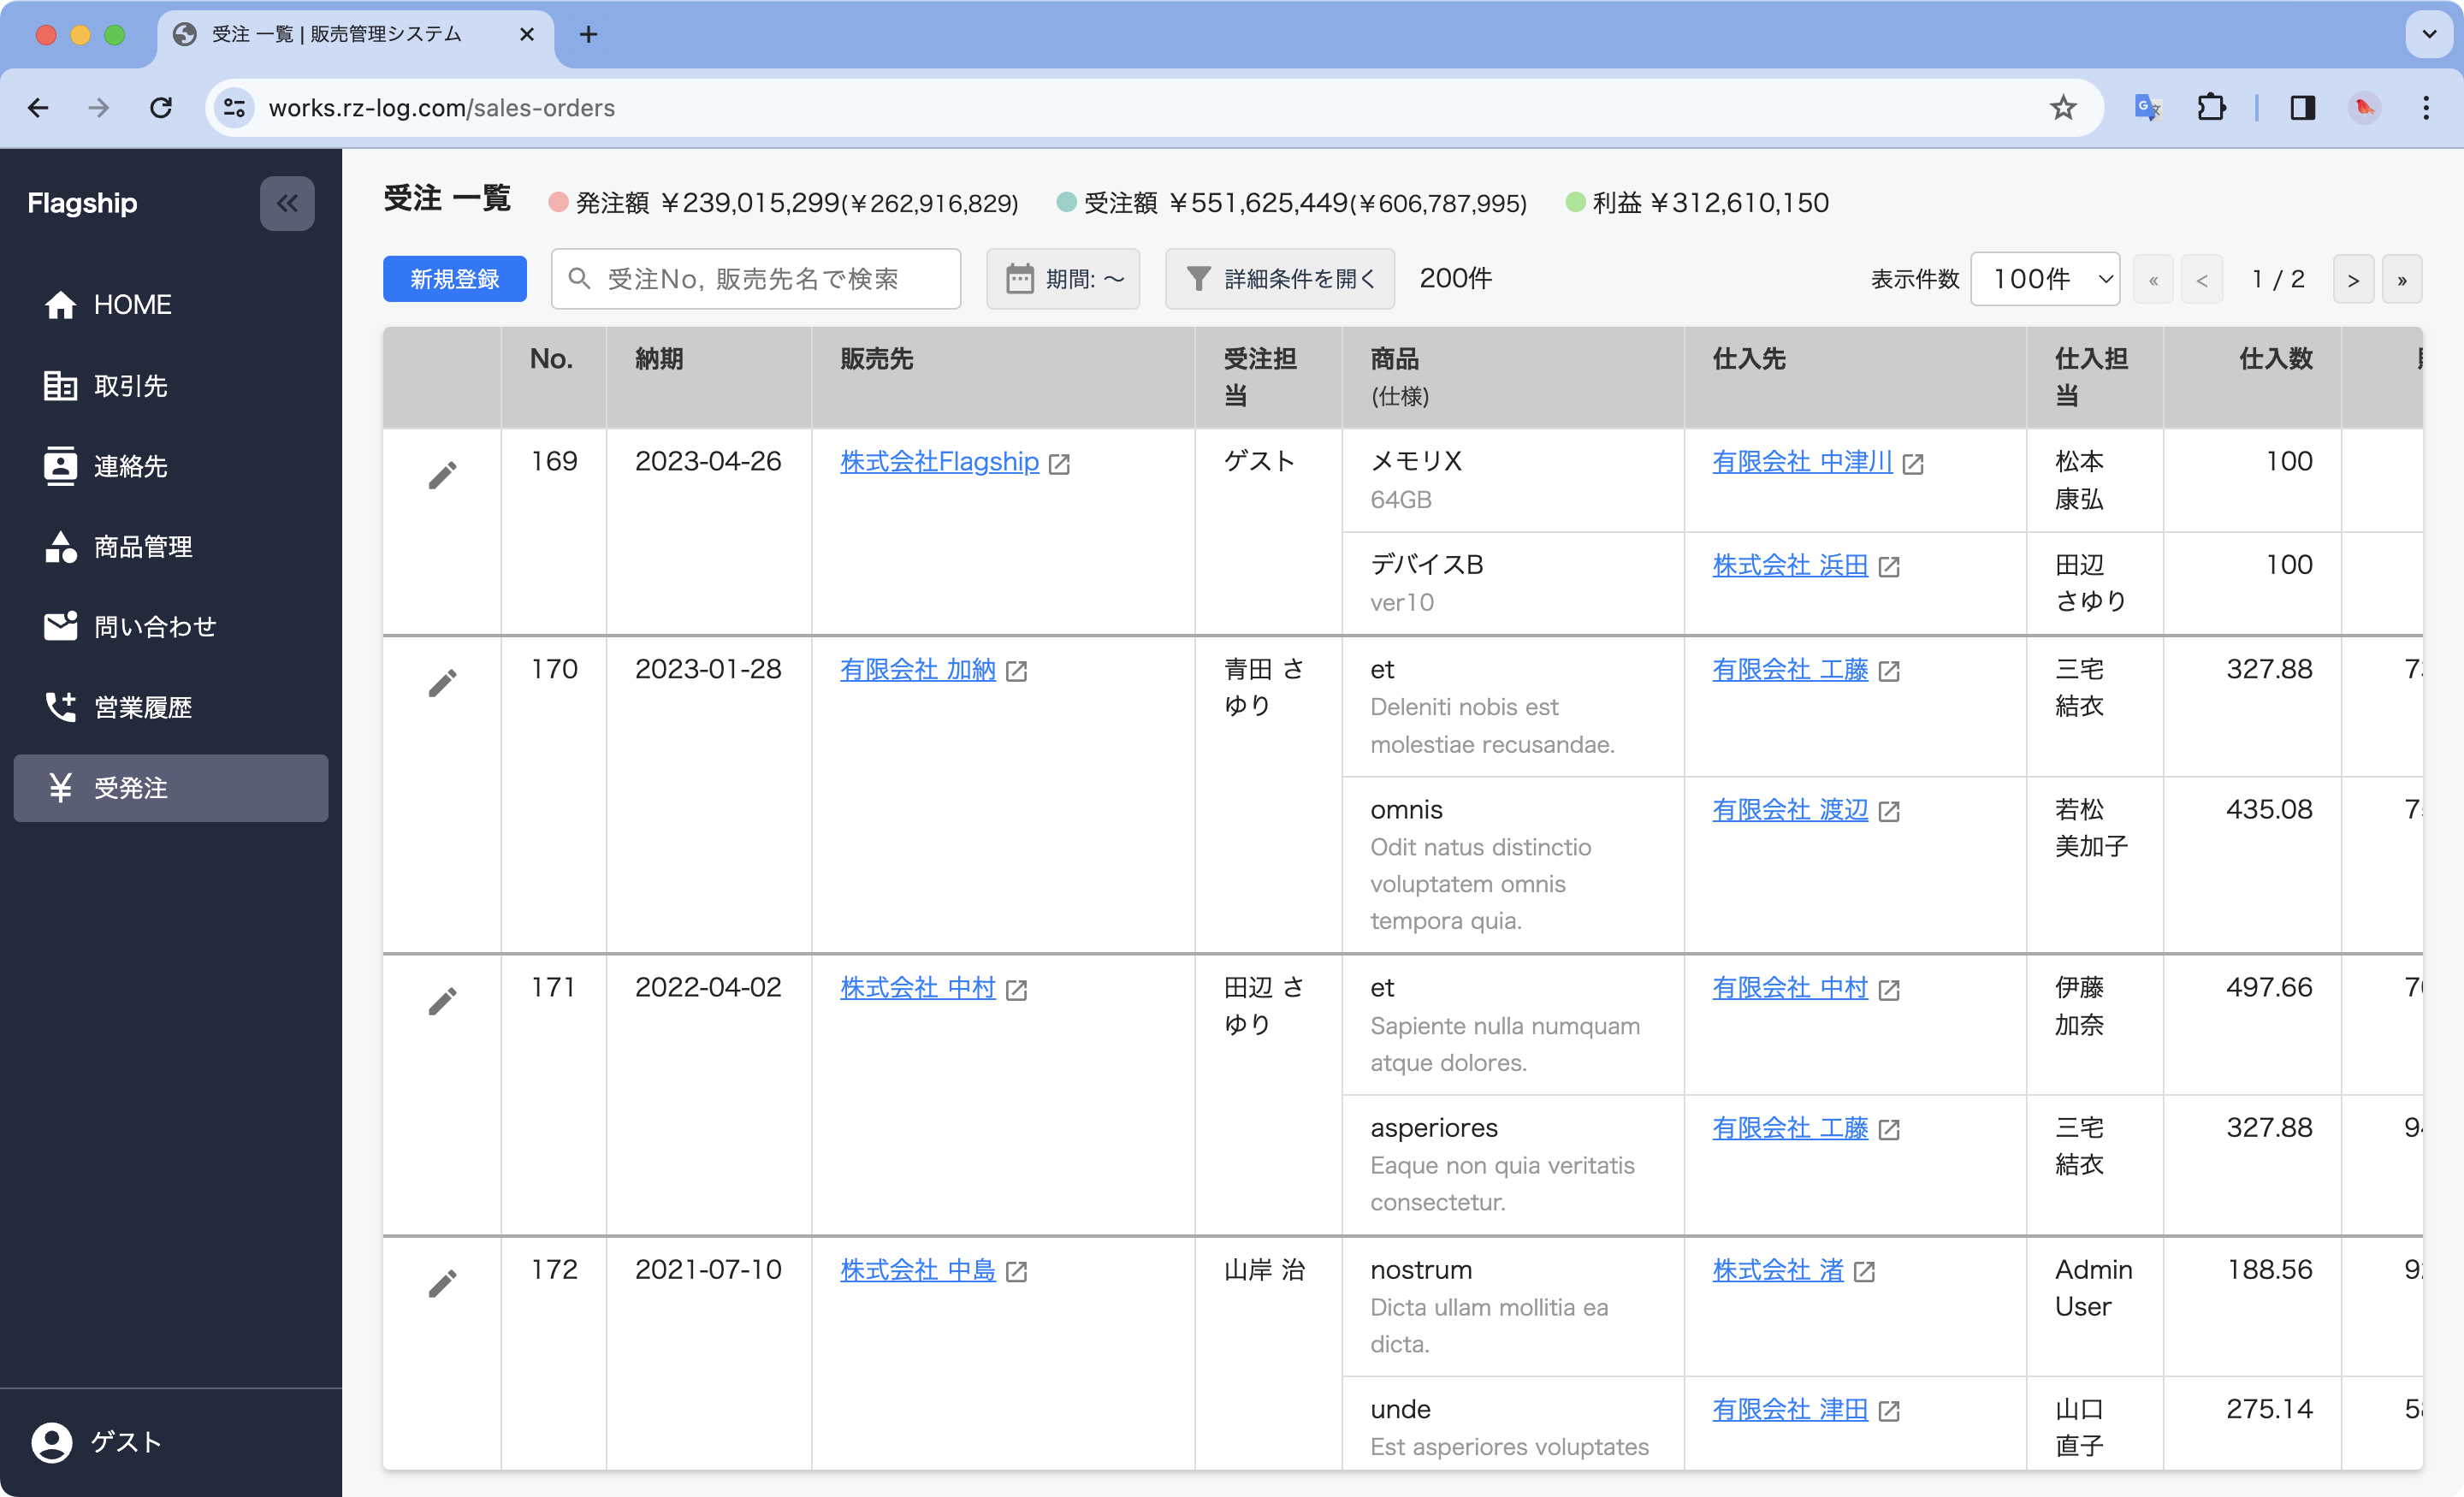 受注 一覧 | 販売管理システム
works.rz-log.com/sales-orders
Flagship
HOME
取引先
連絡先
商品管理
問い合わせ
営業履歴
受発注
ゲスト
受注 一覧 発注額 ¥239,015,299(¥262,916,829) 受注額 ¥551,625,449(¥606,787,995) 利益 ¥312,610,150
新規登録 受注No, 販売先名で検索 期間: ～ 詳細条件を開く 200件 表示件数 100件 « < 1 / 2 > »
No. 納期 販売先 受注担当 商品 (仕様) 仕入先 仕入担当 仕入数
169 2023-04-26 株式会社Flagship ゲスト メモリX 有限会社 中津川 松本 100
64GB 康弘
デバイスB 株式会社 浜田 田辺 100
ver10 さゆり
170 2023-01-28 有限会社 加納 青田 さ et 有限会社 工藤 三宅 327.88
ゆり Deleniti nobis est 結衣
molestiae recusandae.
omnis 有限会社 渡辺 若松 435.08
Odit natus distinctio 美加子
voluptatem omnis
tempora quia.
171 2022-04-02 株式会社 中村 田辺 さ et 有限会社 中村 伊藤 497.66
ゆり Sapiente nulla numquam 加奈
atque dolores.
asperiores 有限会社 工藤 三宅 327.88
Eaque non quia veritatis 結衣
consectetur.
172 2021-07-10 株式会社 中島 山岸 治 nostrum 株式会社 渚 Admin 188.56
Dicta ullam mollitia ea User
dicta.
unde 有限会社 津田 山口 275.14
Est asperiores voluptates 直子